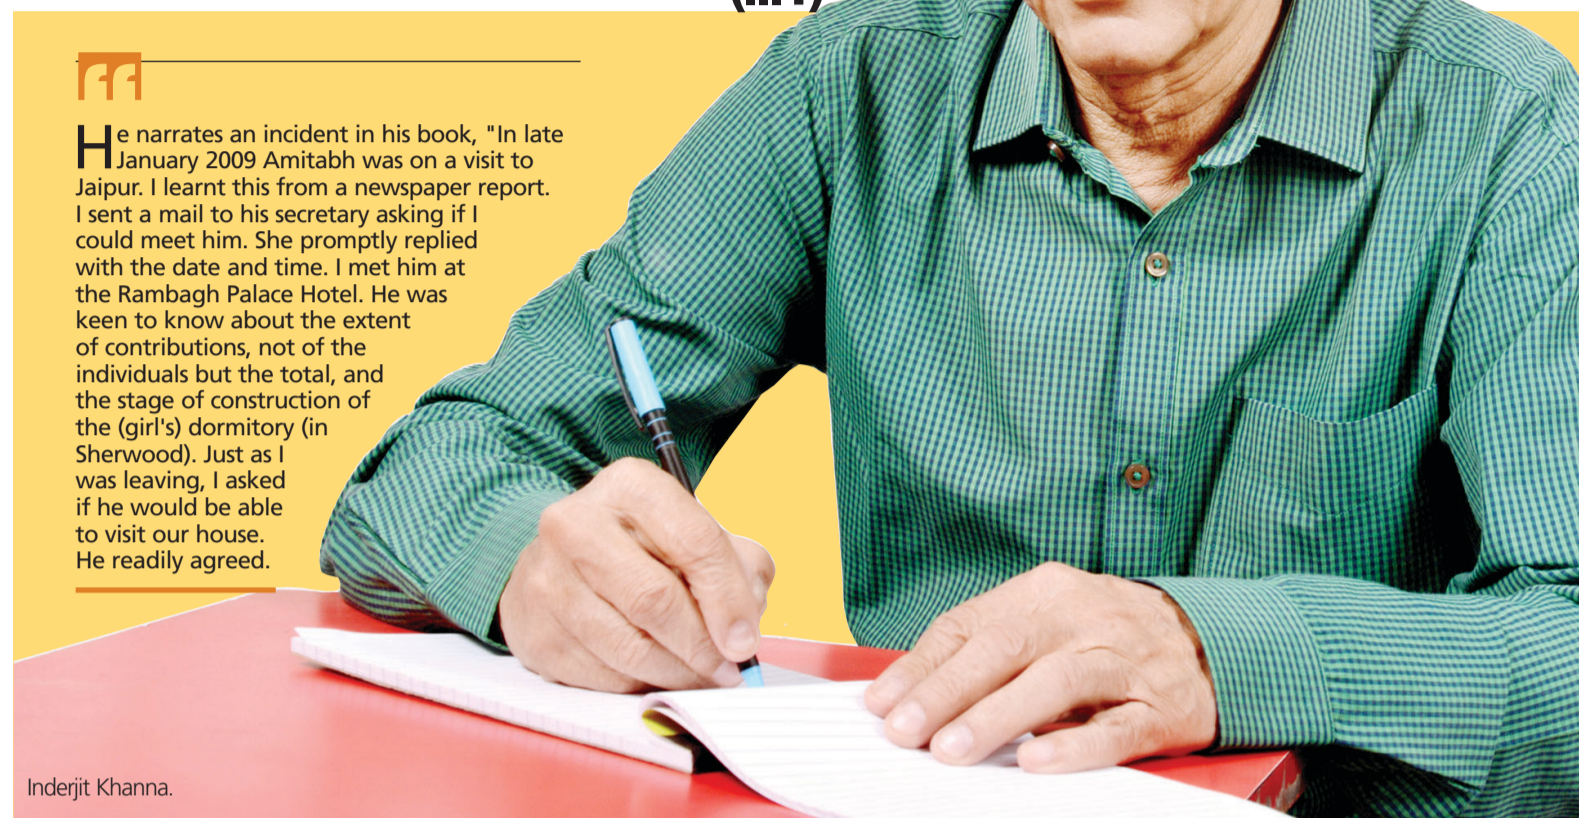 He narrates an incident in his book, "In late
January 2009 Amitabh was on a visit to
Jaipur. I learnt this from a newspaper report.
I sent a mail to his secretary asking if I
could meet him. She promptly replied
with the date and time. I met him at
the Rambagh Palace Hotel. He was
keen to know about the extent
of contributions, not of the
individuals but the total, and
the stage of construction of
the (girl's) dormitory (in
Sherwood). Just as I
was leaving, I asked
if he would be able
to visit our house.
He readily agreed.
Inderjit Khanna.